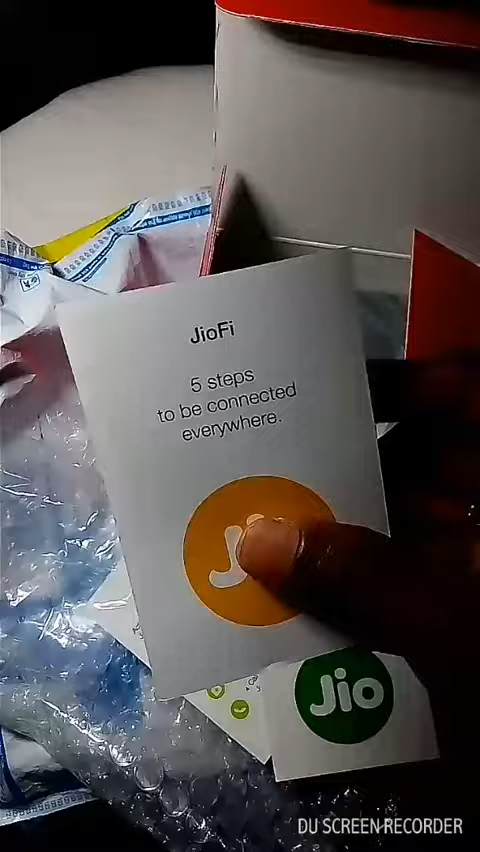 JioFi
5 steps
to be connected
everywhere.
Jio
DU SCREEN RECORDER